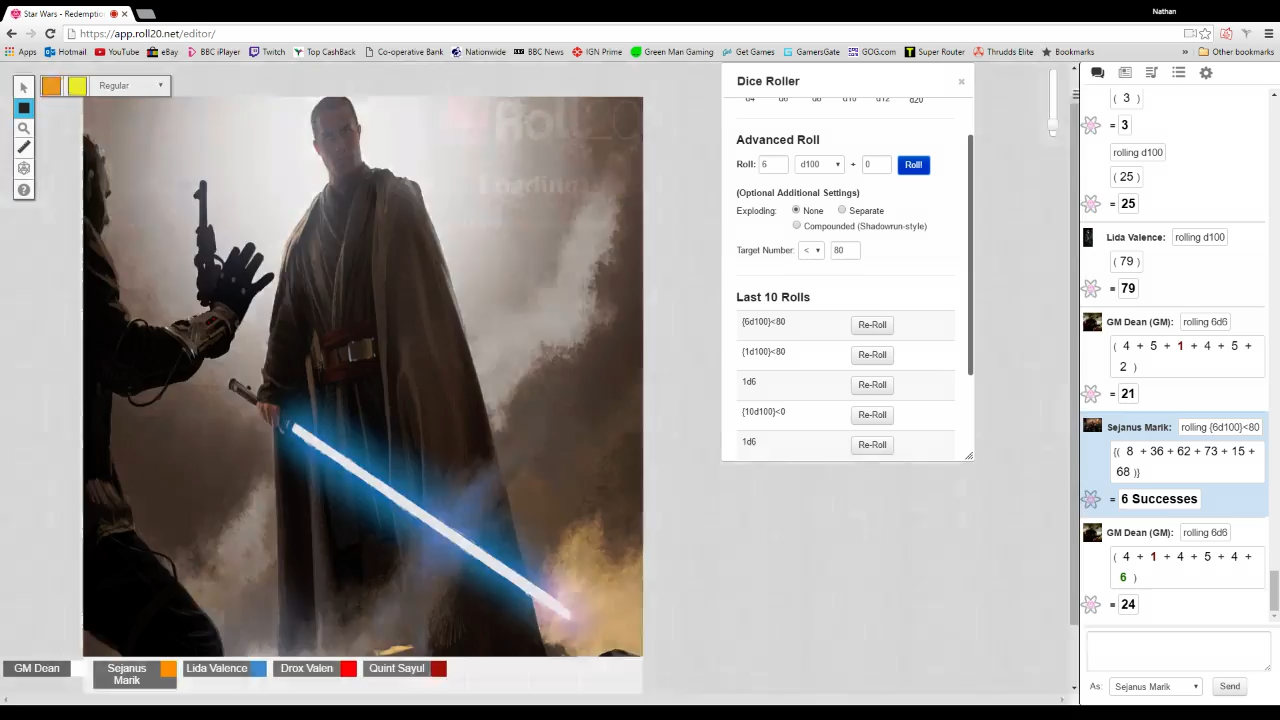 Nathan
Star Wars - Redemptio
https://app.roll20.net/editor/
Apps Hotmail YouTube eBay BBC iPlayer Twitch Top CashBack Co-operative Bank Nationwide BBC News IGN Prime Green Man Gaming Get Games GamersGate GOG.com Super Router Thrudds Elite Bookmarks » Other bookmarks
Regular
Dice Roller
d4 d6 d8 d10 d12 d20
Advanced Roll
Roll: 6 d100 + 0 Roll!
(Optional Additional Settings)
Exploding: None Separate
Compounded (Shadowrun-style)
Target Number: < 80
Last 10 Rolls
{6d100}<80 Re-Roll
{1d100}<80 Re-Roll
1d6 Re-Roll
{10d100}<0 Re-Roll
1d6 Re-Roll
( 3 )
= 3
rolling d100
( 25 )
= 25
Lida Valence: rolling d100
( 79 )
= 79
GM Dean (GM): rolling 6d6
( 4 + 5 + 1 + 4 + 5 +
2 )
= 21
Sejanus Marik: rolling {6d100}<80
{( 8 + 36 + 62 + 73 + 15 +
68 )}
= 6 Successes
GM Dean (GM): rolling 6d6
( 4 + 1 + 4 + 5 + 4 +
6 )
= 24
As: Sejanus Marik Send
GM Dean
Sejanus
Marik
Lida Valence
Drox Valen
Quint Sayul